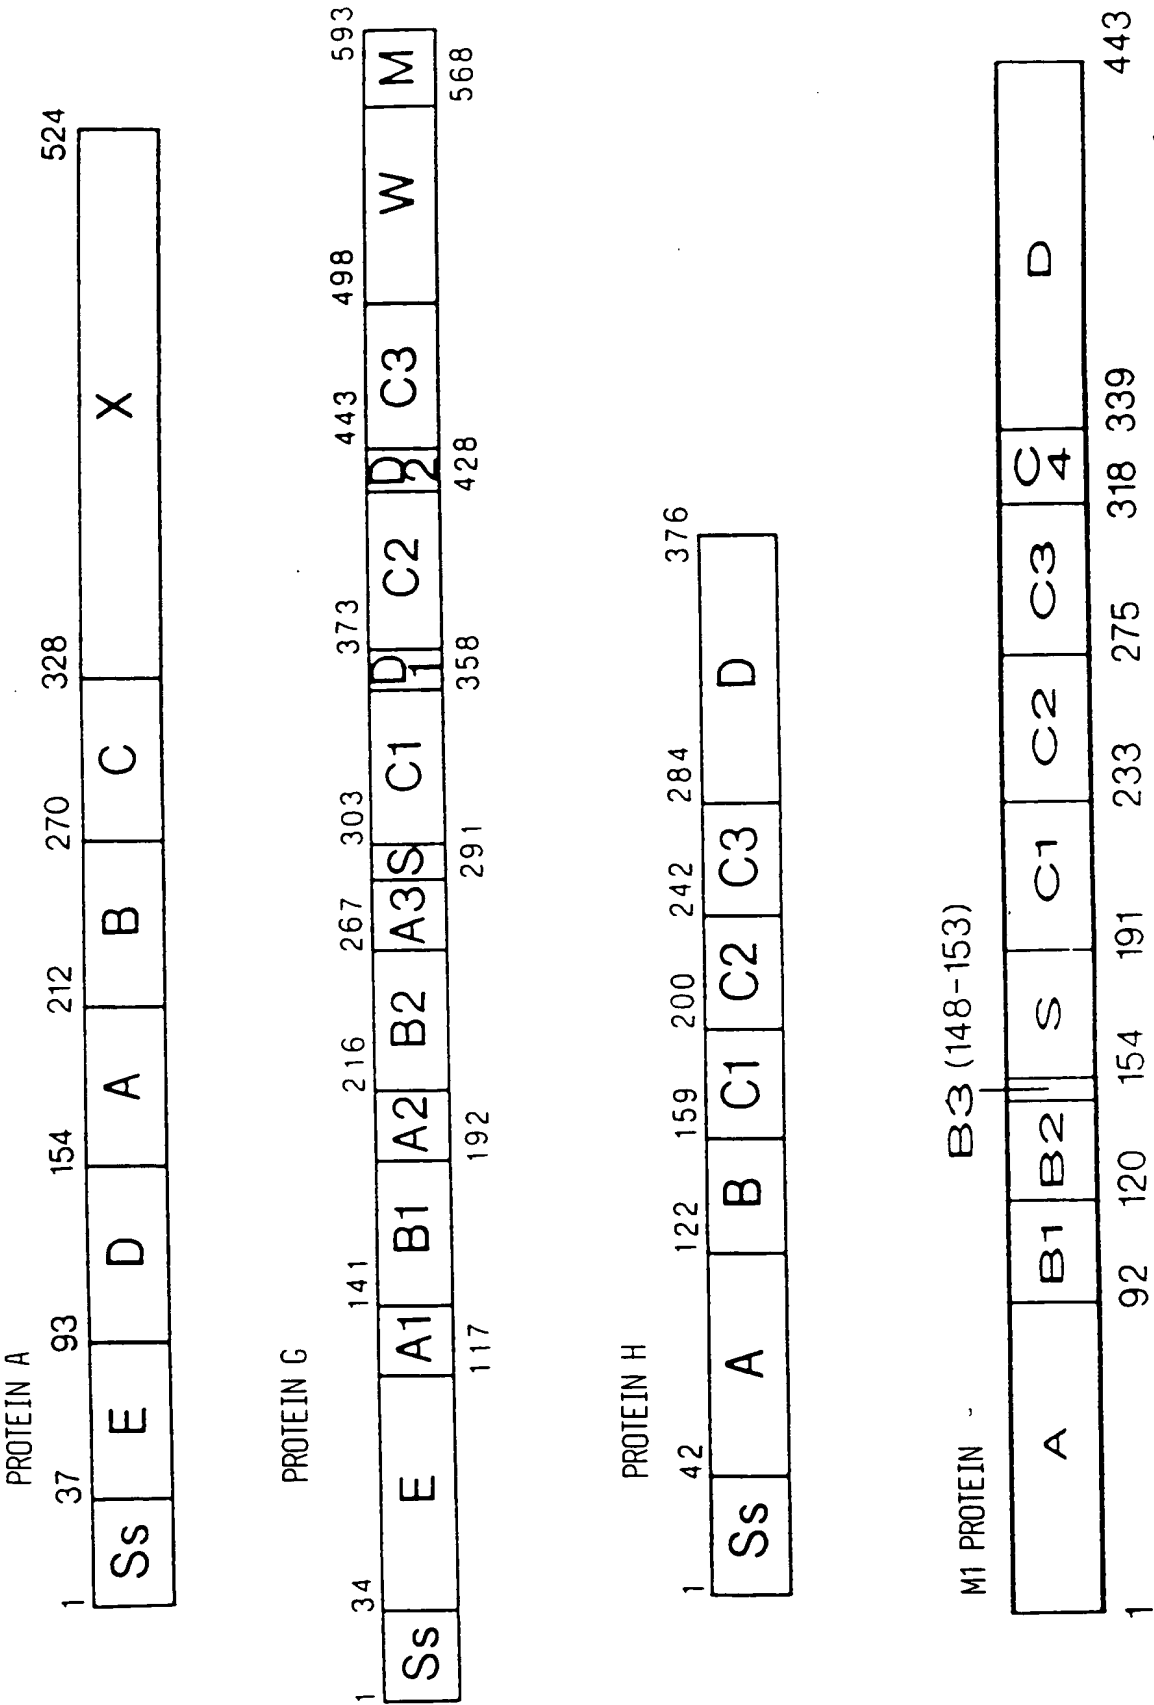 PROTEIN A
1 37 93 154 212 270 328 524
Ss E D A B C X
PROTEIN G
1 34 141 216 267 303 373 443 498 593
Ss E A1 B1 A2 B2 A3 S C1 D1 C2 D2 C3 W M
117 192 291 358 428 568
PROTEIN H
1 42 122 159 200 242 284 376
Ss A B C1 C2 C3 D
M1 PROTEIN
B3 (148-153)
A B1 B2 S C1 C2 C3 C4 D
1 92 120 154 191 233 275 318 339 443